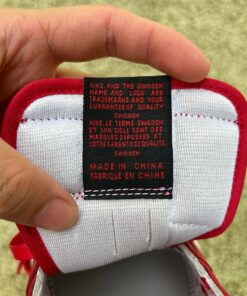 NIKE AND THE SWOOSH
NAME AND LOGO ARE
TRADEMARKS AND YOUR
GUARANTEE OF QUALITY
SWOOSH
NIKE,LE TERME SWOOSH
ET SON SIGLE SONT DES
MARQUES DEPOSEES ET
VOTRE GARANTIE DE QUALITE.
SWOOSH
MADE IN CHINA
FABRIQUE EN CHINE